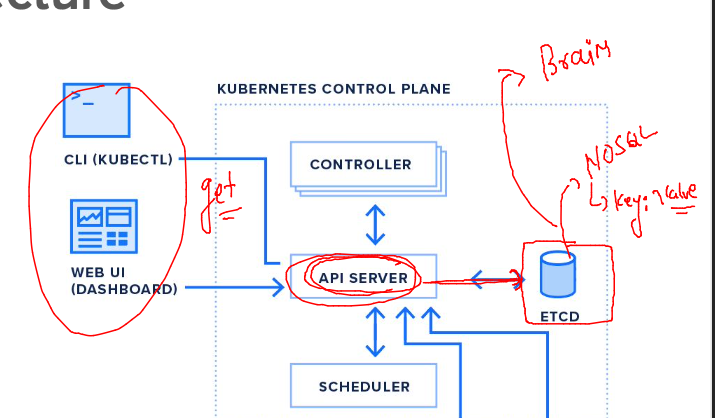 ecture
KUBERNETES CONTROL PLANE
Brain
>_
CLI (KUBECTL)
CONTROLLER
NOSQL
key:value
get
WEB UI
(DASHBOARD)
API SERVER
ETCD
SCHEDULER